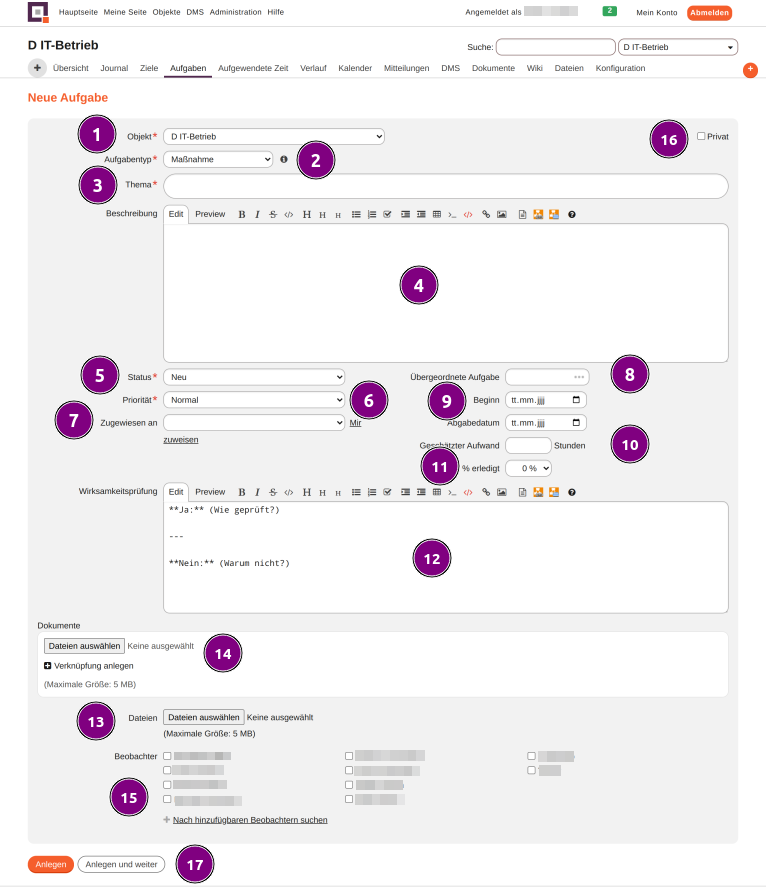 Hauptseite Meine Seite Objekte DMS Administration Hilfe Angemeldet als 2 Mein Konto Abmelden
D IT-Betrieb Suche: D IT-Betrieb
+ Übersicht Journal Ziele Aufgaben Aufgewendete Zeit Verlauf Kalender Mitteilungen DMS Dokumente Wiki Dateien Konfiguration +
Neue Aufgabe
1 Objekt* D IT-Betrieb 16 Privat
Aufgabentyp* Maßnahme 2
3 Thema*
Beschreibung Edit Preview B I S </> H H H >_ </>
4
5 Status* Neu Übergeordnete Aufgabe 8
Priorität* Normal 6 9 Beginn tt.mm.jjjj
7 Zugewiesen an Mir Abgabedatum tt.mm.jjjj
zuweisen Geschätzter Aufwand Stunden 10
11 % erledigt 0 %
Wirksamkeitsprüfung Edit Preview B I S </> H H H >_ </>
**Ja:** (Wie geprüft?)
---
**Nein:** (Warum nicht?) 12
Dokumente
Dateien auswählen Keine ausgewählt 14
Verknüpfung anlegen
(Maximale Größe: 5 MB)
13 Dateien Dateien auswählen Keine ausgewählt
(Maximale Größe: 5 MB)
Beobachter
15
Nach hinzufügbaren Beobachtern suchen
Anlegen Anlegen und weiter 17